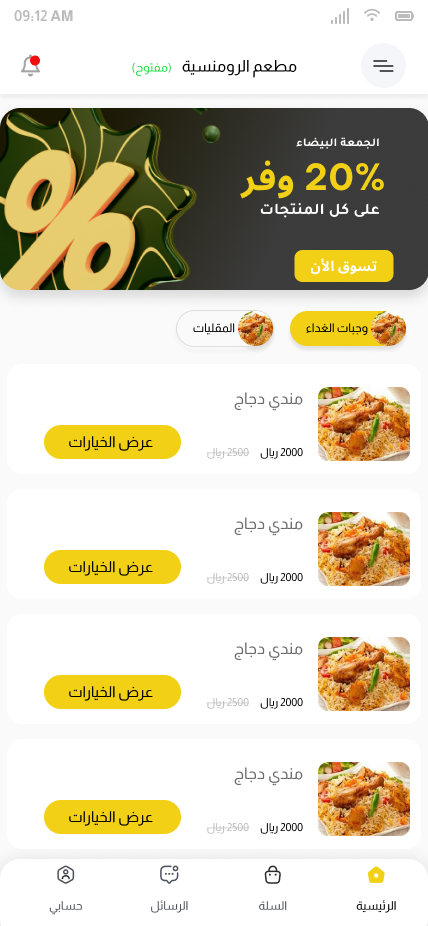 09:12 AM
مطعم الرومنسية (مفتوح)
الجمعة البيضاء
20% وفر
على كل المنتجات
تسوق الأن
%
وجبات الغداء
المقليات
مندي دجاج
2000 ريال 2500 ريال
عرض الخيارات
مندي دجاج
2000 ريال 2500 ريال
عرض الخيارات
مندي دجاج
2000 ريال 2500 ريال
عرض الخيارات
مندي دجاج
2000 ريال 2500 ريال
عرض الخيارات
الرئيسية
السلة
الرسائل
حسابي